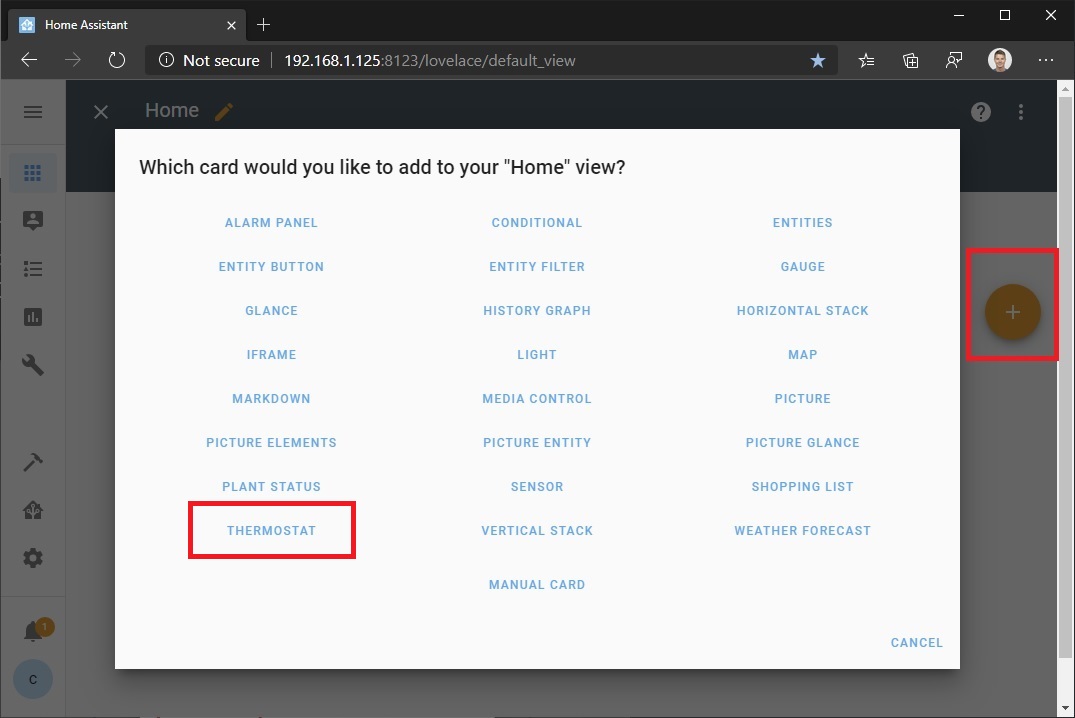 Home Assistant
Not secure 192.168.1.125:8123/lovelace/default_view
Home
Which card would you like to add to your "Home" view?
ALARM PANEL CONDITIONAL ENTITIES
ENTITY BUTTON ENTITY FILTER GAUGE
GLANCE HISTORY GRAPH HORIZONTAL STACK
IFRAME LIGHT MAP
MARKDOWN MEDIA CONTROL PICTURE
PICTURE ELEMENTS PICTURE ENTITY PICTURE GLANCE
PLANT STATUS SENSOR SHOPPING LIST
THERMOSTAT VERTICAL STACK WEATHER FORECAST
MANUAL CARD
1
CANCEL
C